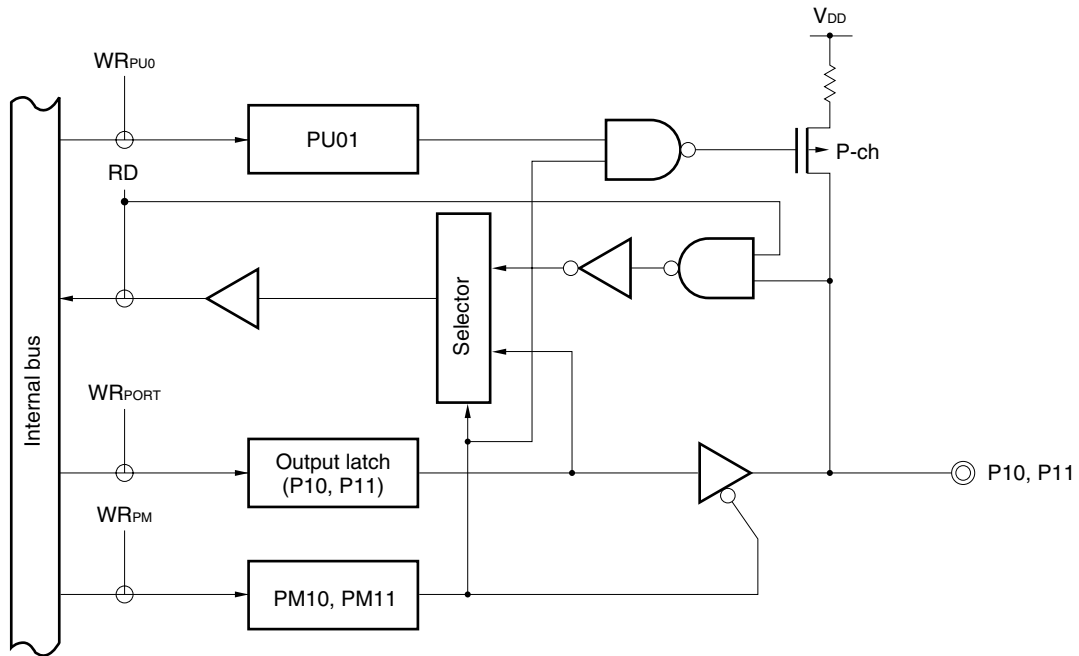 VDD
WRPU0
PU01
P-ch
RD
Selector
Internal bus
WRPORT
Output latch
(P10, P11)
P10, P11
WRPM
PM10, PM11